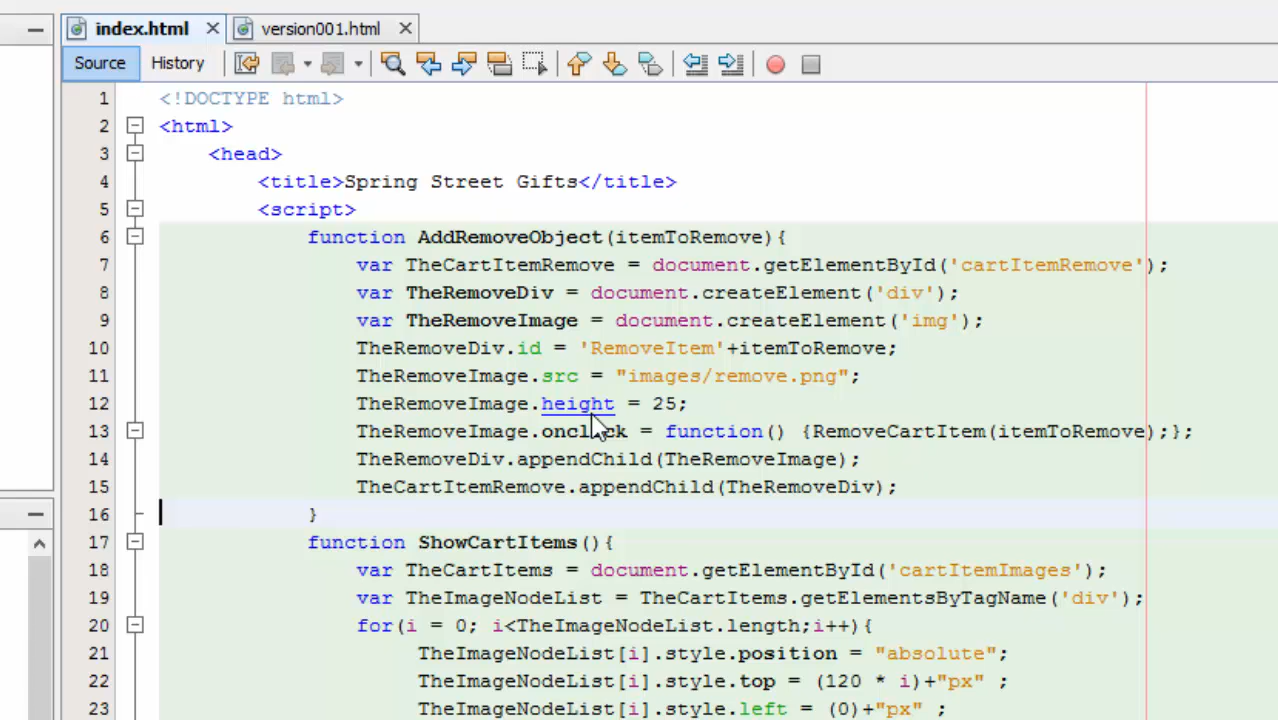 index.html version001.html
Source History
1 <!DOCTYPE html>
2 <html>
3 <head>
4 <title>Spring Street Gifts</title>
5 <script>
6 function AddRemoveObject(itemToRemove){
7 var TheCartItemRemove = document.getElementById('cartItemRemove');
8 var TheRemoveDiv = document.createElement('div');
9 var TheRemoveImage = document.createElement('img');
10 TheRemoveDiv.id = 'RemoveItem'+itemToRemove;
11 TheRemoveImage.src = "images/remove.png";
12 TheRemoveImage.height = 25;
13 TheRemoveImage.onclick = function() {RemoveCartItem(itemToRemove);};
14 TheRemoveDiv.appendChild(TheRemoveImage);
15 TheCartItemRemove.appendChild(TheRemoveDiv);
16 }
17 function ShowCartItems(){
18 var TheCartItems = document.getElementById('cartItemImages');
19 var TheImageNodeList = TheCartItems.getElementsByTagName('div');
20 for(i = 0; i<TheImageNodeList.length;i++){
21 TheImageNodeList[i].style.position = "absolute";
22 TheImageNodeList[i].style.top = (120 * i)+"px" ;
23 TheImageNodeList[i].style.left = (0)+"px" ;